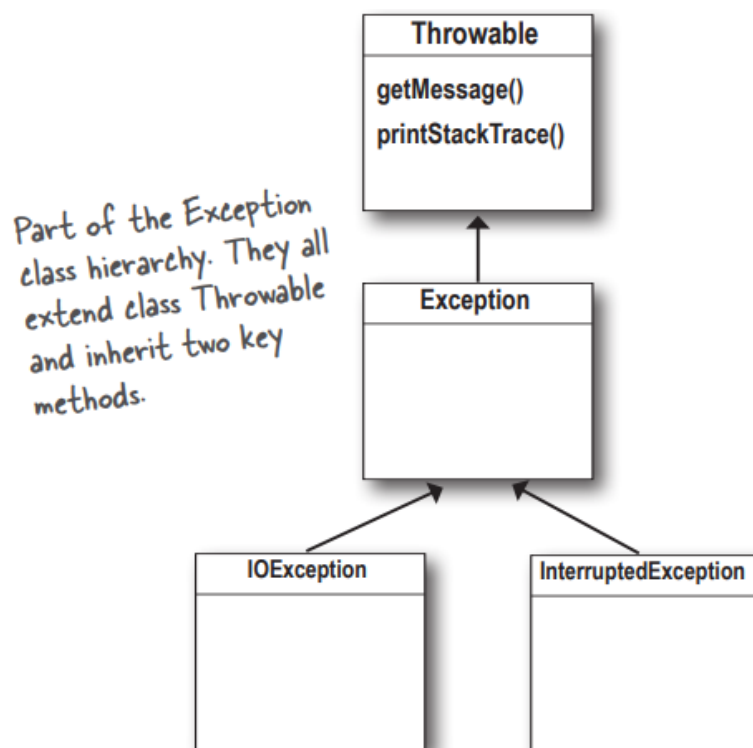 Throwable
getMessage()
printStackTrace()
Part of the Exception
class hierarchy. They all
extend class Throwable
and inherit two key
methods.
Exception
IOException
InterruptedException